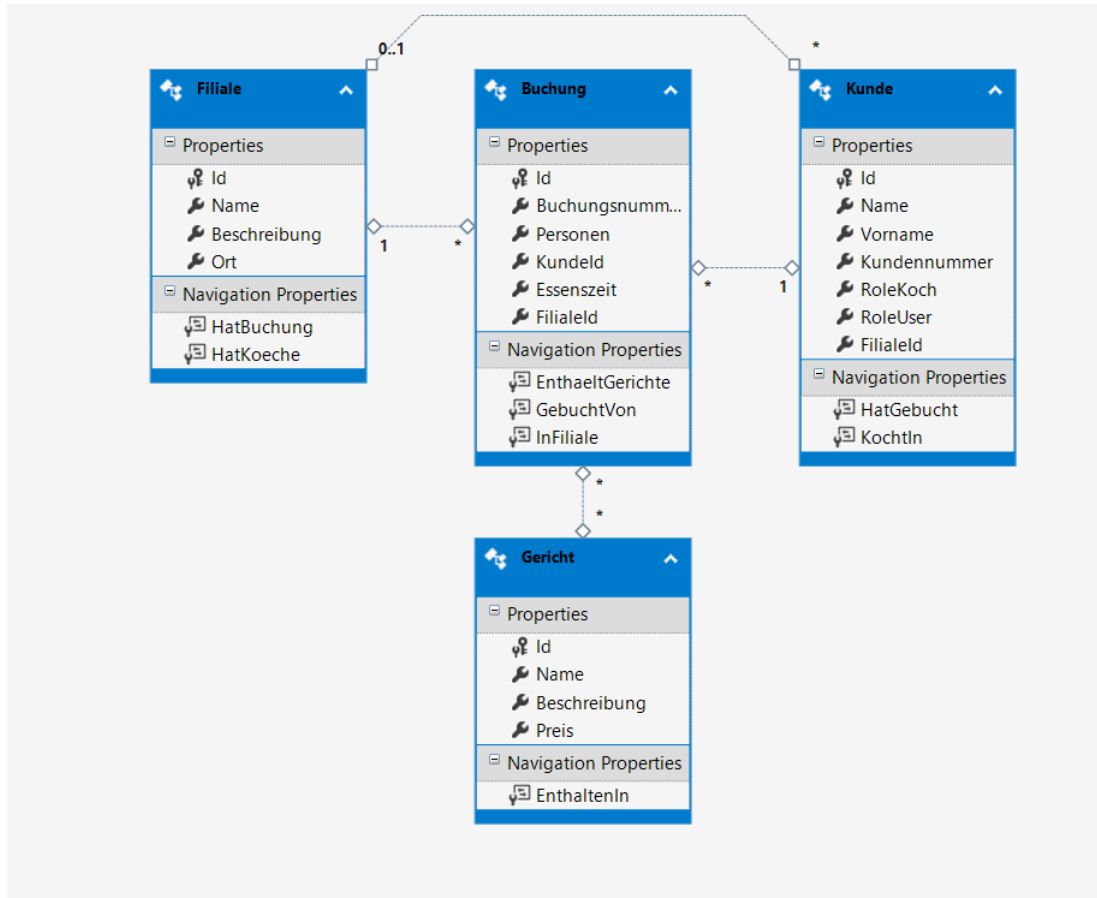 0..1
*
Filiale
Properties
Id
Name
Beschreibung
Ort
Navigation Properties
HatBuchung
HatKoeche
1
*
Buchung
Properties
Id
Buchungsnumm...
Personen
KundeId
Essenszeit
FilialeId
Navigation Properties
EnthaeltGerichte
GebuchtVon
InFiliale
*
1
Kunde
Properties
Id
Name
Vorname
Kundennummer
RoleKoch
RoleUser
FilialeId
Navigation Properties
HatGebucht
KochtIn
*
*
Gericht
Properties
Id
Name
Beschreibung
Preis
Navigation Properties
EnthaltenIn